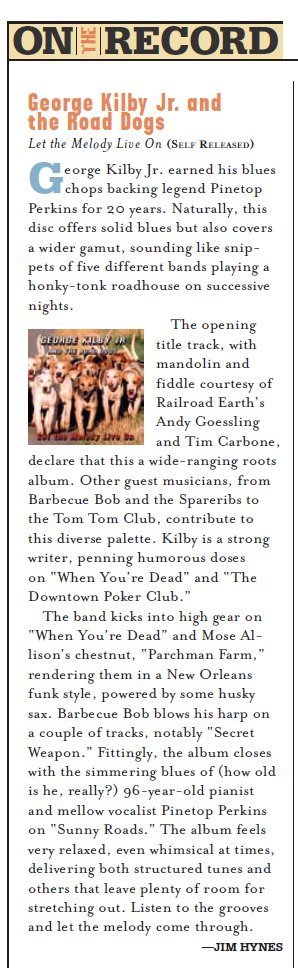 ON THE RECORD
George Kilby Jr. and
the Road Dogs
Let the Melody Live On (Self Released)
George Kilby Jr. earned his blues
chops backing legend Pinetop
Perkins for 20 years. Naturally, this
disc offers solid blues but also covers
a wider gamut, sounding like snip-
pets of five different bands playing a
honky-tonk roadhouse on successive
nights.
GEORGE KILBY JR
AND THE ROAD DOGS
Let The Melody Live On
The opening
title track, with
mandolin and
fiddle courtesy of
Railroad Earth's
Andy Goessling
and Tim Carbone,
declare that this a wide-ranging roots
album. Other guest musicians, from
Barbecue Bob and the Spareribs to
the Tom Tom Club, contribute to
this diverse palette. Kilby is a strong
writer, penning humorous doses
on "When You're Dead" and "The
Downtown Poker Club."
The band kicks into high gear on
"When You're Dead" and Mose Al-
lison's chestnut, "Parchman Farm,"
rendering them in a New Orleans
funk style, powered by some husky
sax. Barbecue Bob blows his harp on
a couple of tracks, notably "Secret
Weapon." Fittingly, the album closes
with the simmering blues of (how old
is he, really?) 96-year-old pianist
and mellow vocalist Pinetop Perkins
on "Sunny Roads." The album feels
very relaxed, even whimsical at times,
delivering both structured tunes and
others that leave plenty of room for
stretching out. Listen to the grooves
and let the melody come through.
—JIM HYNES